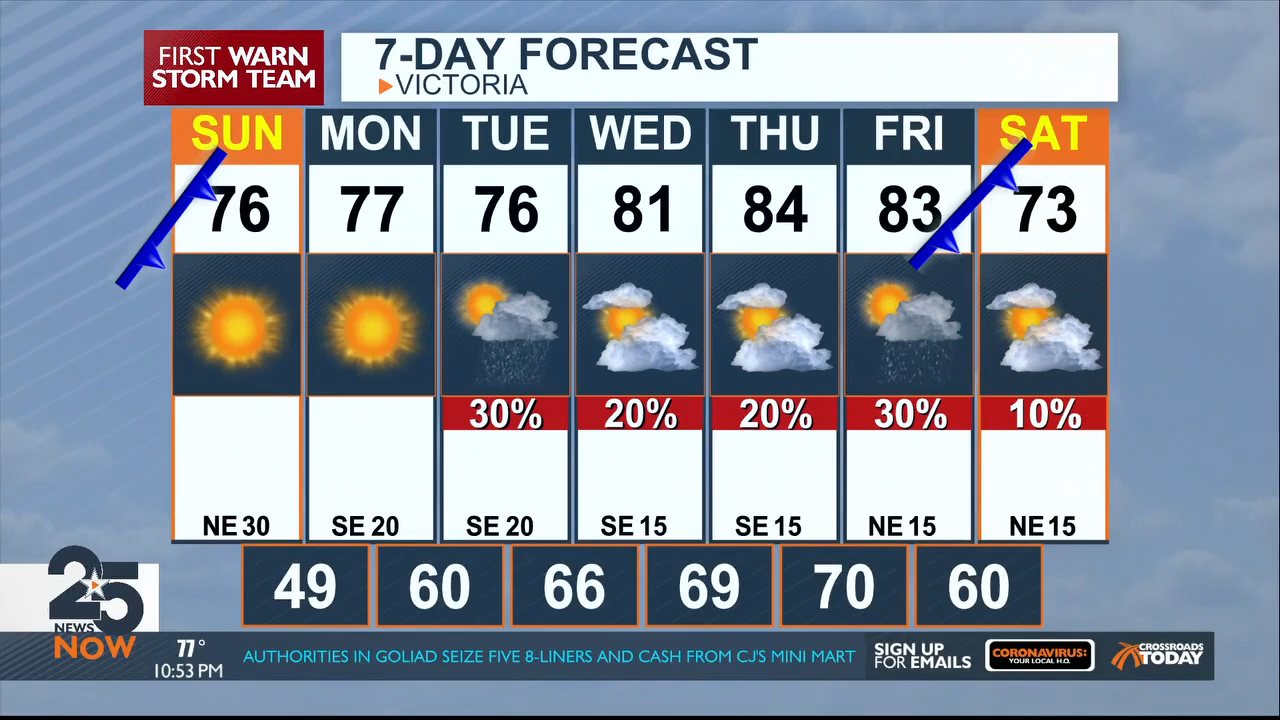 FIRST WARN
STORM TEAM
7-DAY FORECAST
VICTORIA
SUN MON TUE WED THU FRI SAT
76 77 76 81 84 83 73
30% 20% 20% 30% 10%
NE 30 SE 20 SE 20 SE 15 SE 15 NE 15 NE 15
49 60 66 69 70 60
25
NEWS
NOW
77°
10:53 PM
AUTHORITIES IN GOLIAD SEIZE FIVE 8-LINERS AND CASH FROM CJ'S MINI MART
SIGN UP
FOR EMAILS
CORONAVIRUS:
YOUR LOCAL H.Q.
CROSSROADS
TODAY